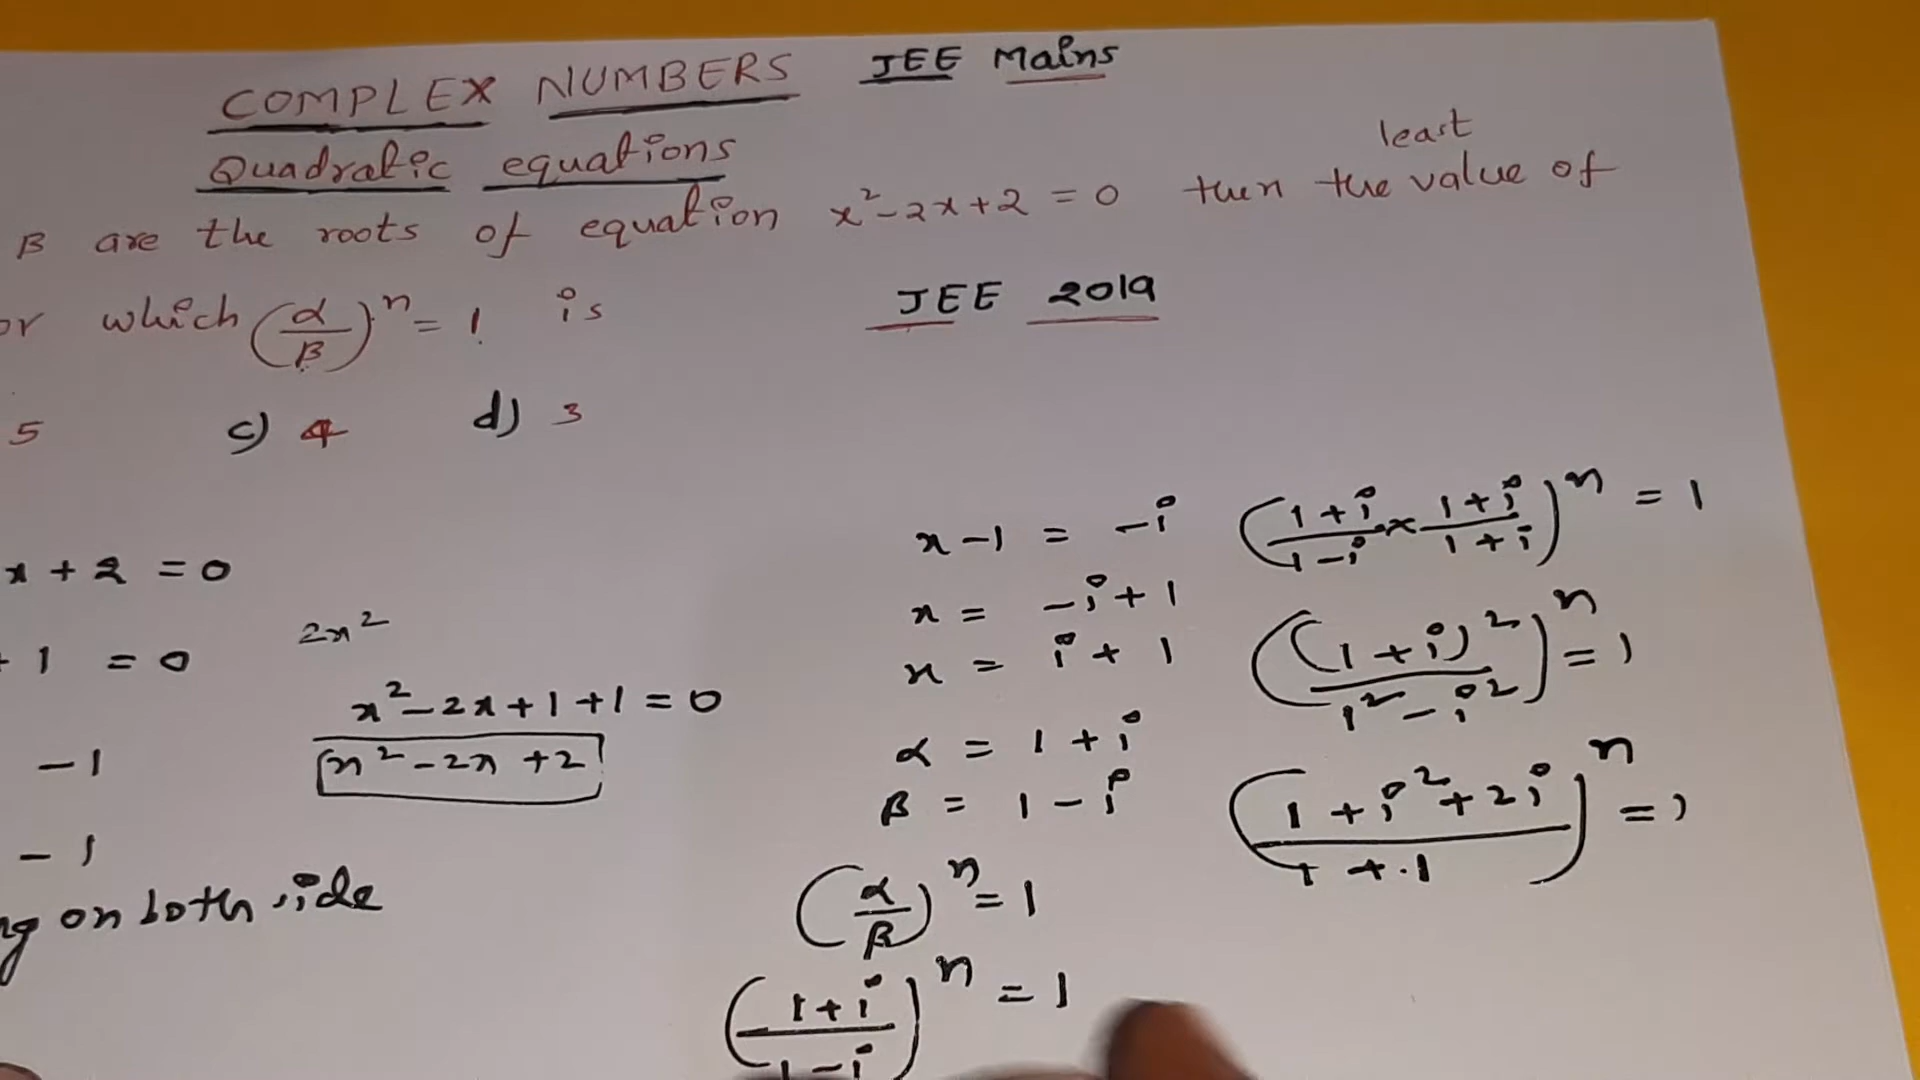 COMPLEX NUMBERS JEE Mains
Quadratic equations
least
β are the roots of equation x²-2x+2 = 0 then the value of
or which (α/β)ⁿ = 1 is
JEE 2019
5 c) 4 d) 3
x + 2 = 0
+ 1 = 0
-1
-1
ng on both side
2x²
x²-2x+1+1 = 0
x²-2x+2
x-1 = -i
x = -i+1
x = i+1
α = 1+i
β = 1-i
(α/β)ⁿ = 1
((1+i)/(1-i))ⁿ = 1
((1+i)/(1-i) × (1+i)/(1+i))ⁿ = 1
((1+i)²/(1²-i²))ⁿ = 1
((1+i²+2i)/(1+1))ⁿ = 1